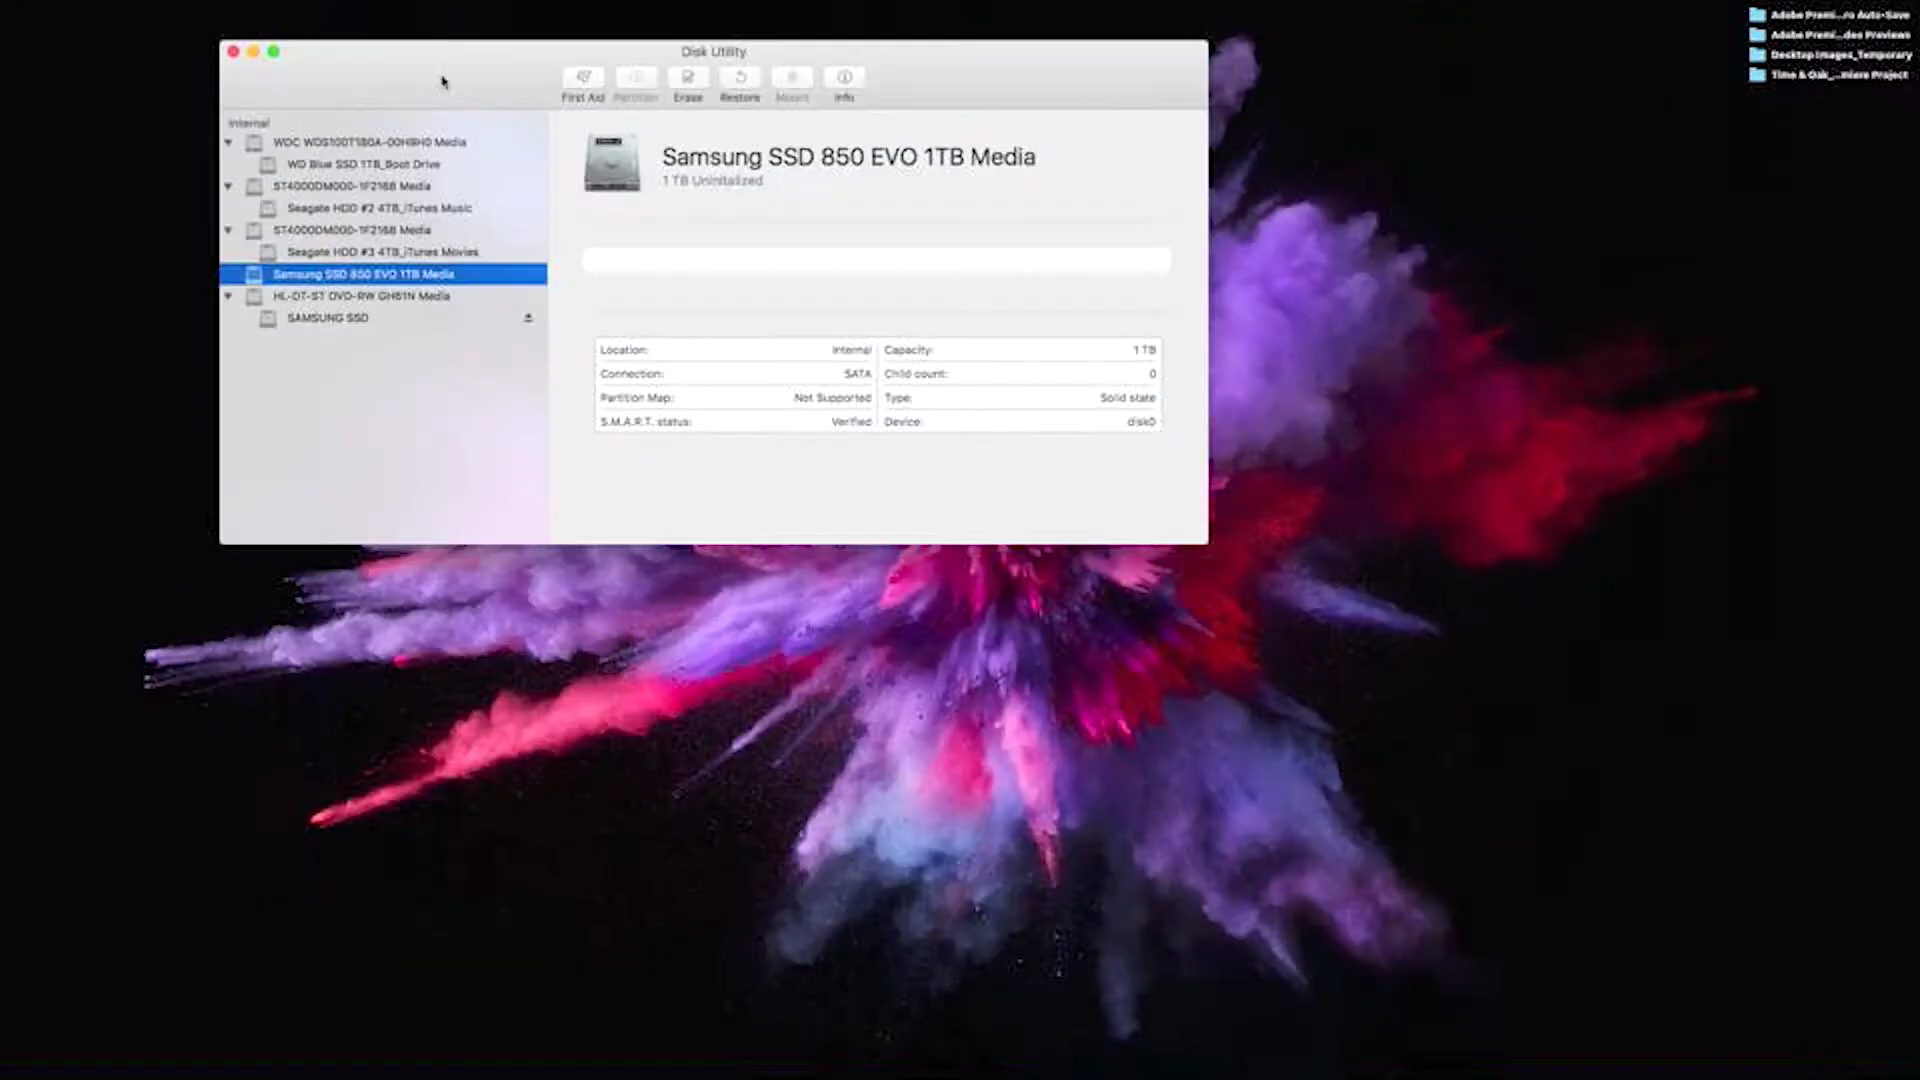 Adobe Premi...ro Auto-Save
Adobe Premi...deo Previews
Desktop Images_Temporary
Time & Oak_...miere Project
Disk Utility
First Aid
Partition
Erase
Restore
Mount
Info
Internal
WDC WDS100T1B0A-00H9H0 Media
WD Blue SSD 1TB_Boot Drive
ST4000DM000-1F2168 Media
Seagate HDD #2 4TB_iTunes Music
ST4000DM000-1F2168 Media
Seagate HDD #3 4TB_iTunes Movies
Samsung SSD 850 EVO 1TB Media
HL-DT-ST DVD-RW GH61N Media
SAMSUNG SSD
Samsung SSD 850 EVO 1TB Media
1 TB Uninitalized
Location: Internal
Capacity: 1 TB
Connection: SATA
Child count: 0
Partition Map: Not Supported
Type: Solid state
S.M.A.R.T. status: Verified
Device: disk0